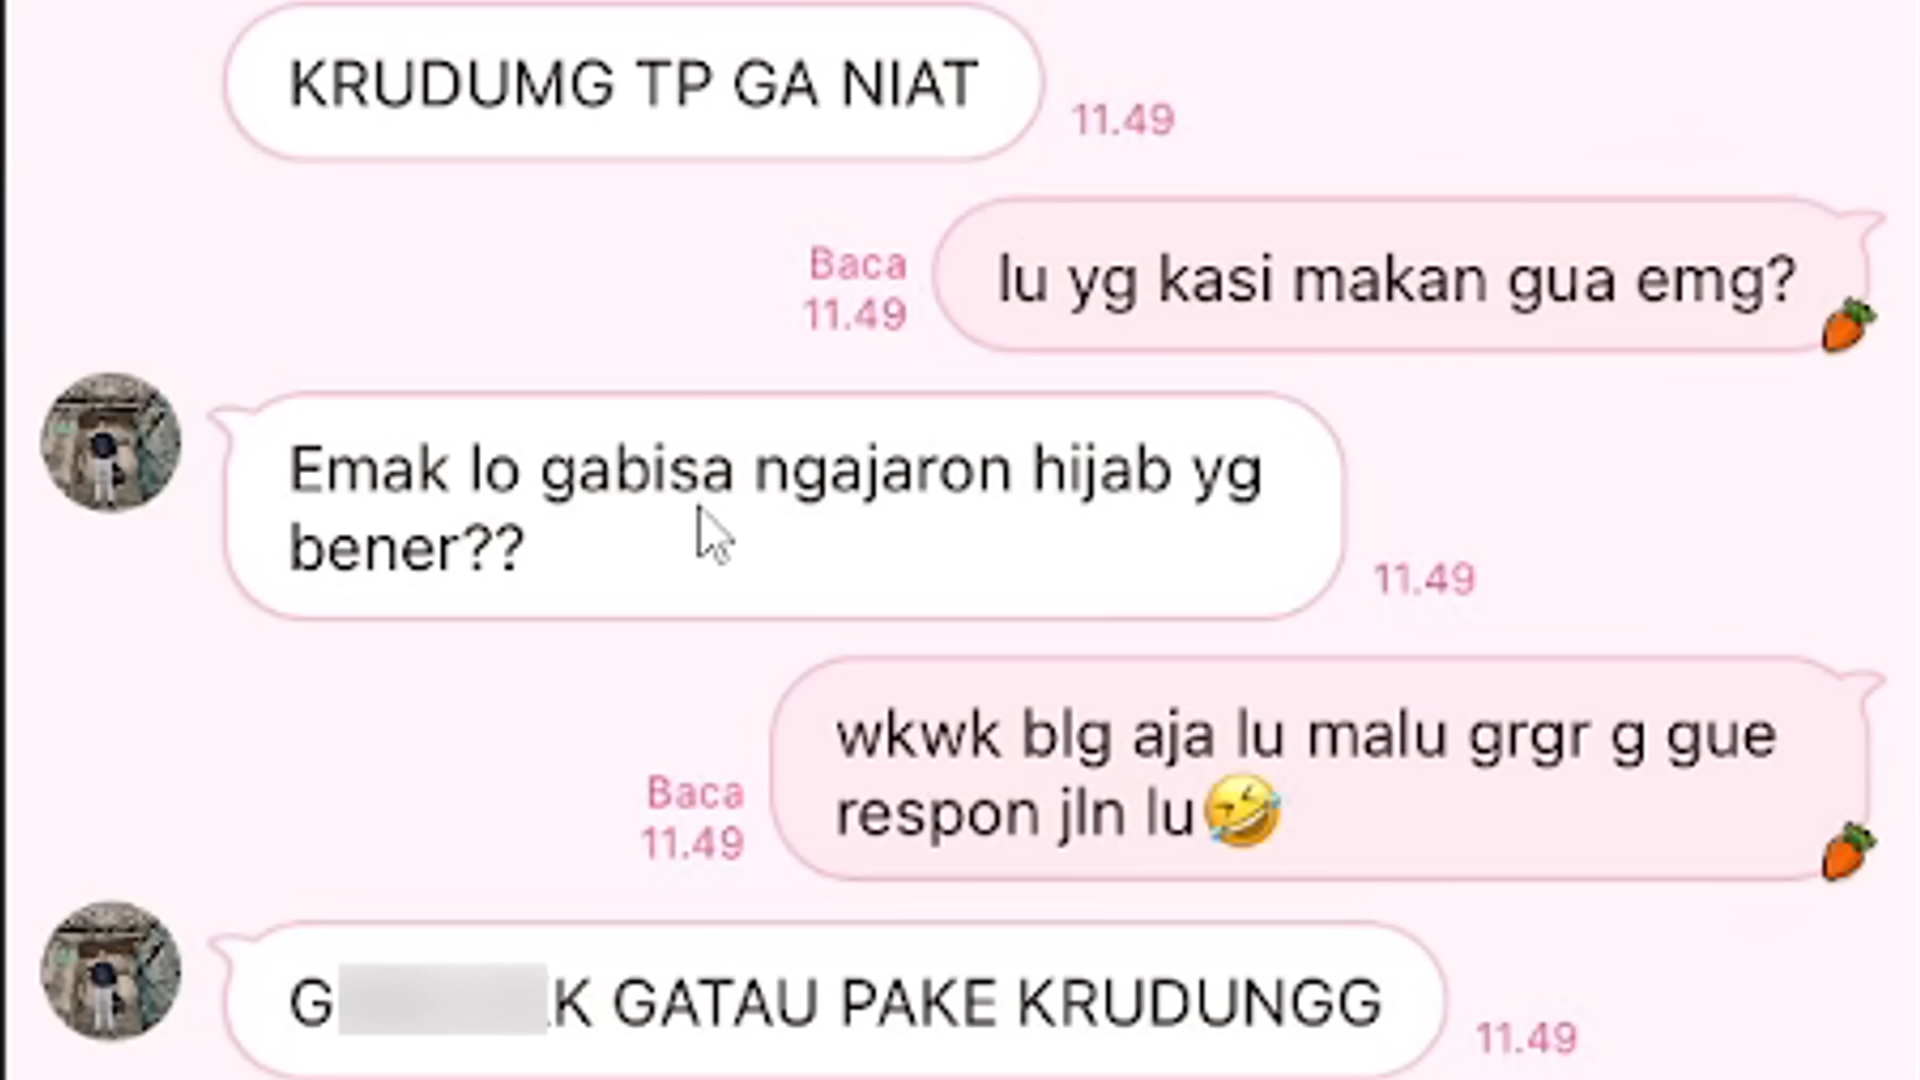 KRUDUMG TP GA NIAT
11.49
lu yg kasi makan gua emg?
Baca
11.49
Emak lo gabisa ngajaron hijab yg
bener??
11.49
wkwk blg aja lu malu grgr g gue
respon jln lu🤣
Baca
11.49
GATAU PAKE KRUDUNGG
11.49